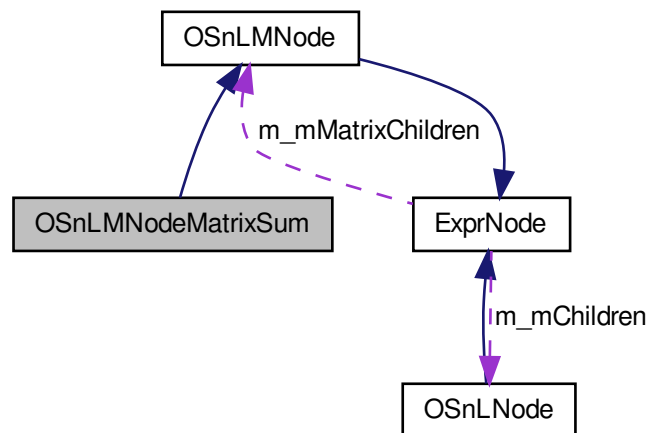 OSnLMNode
m_mMatrixChildren
OSnLMNodeMatrixSum
ExprNode
m_mChildren
OSnLNode